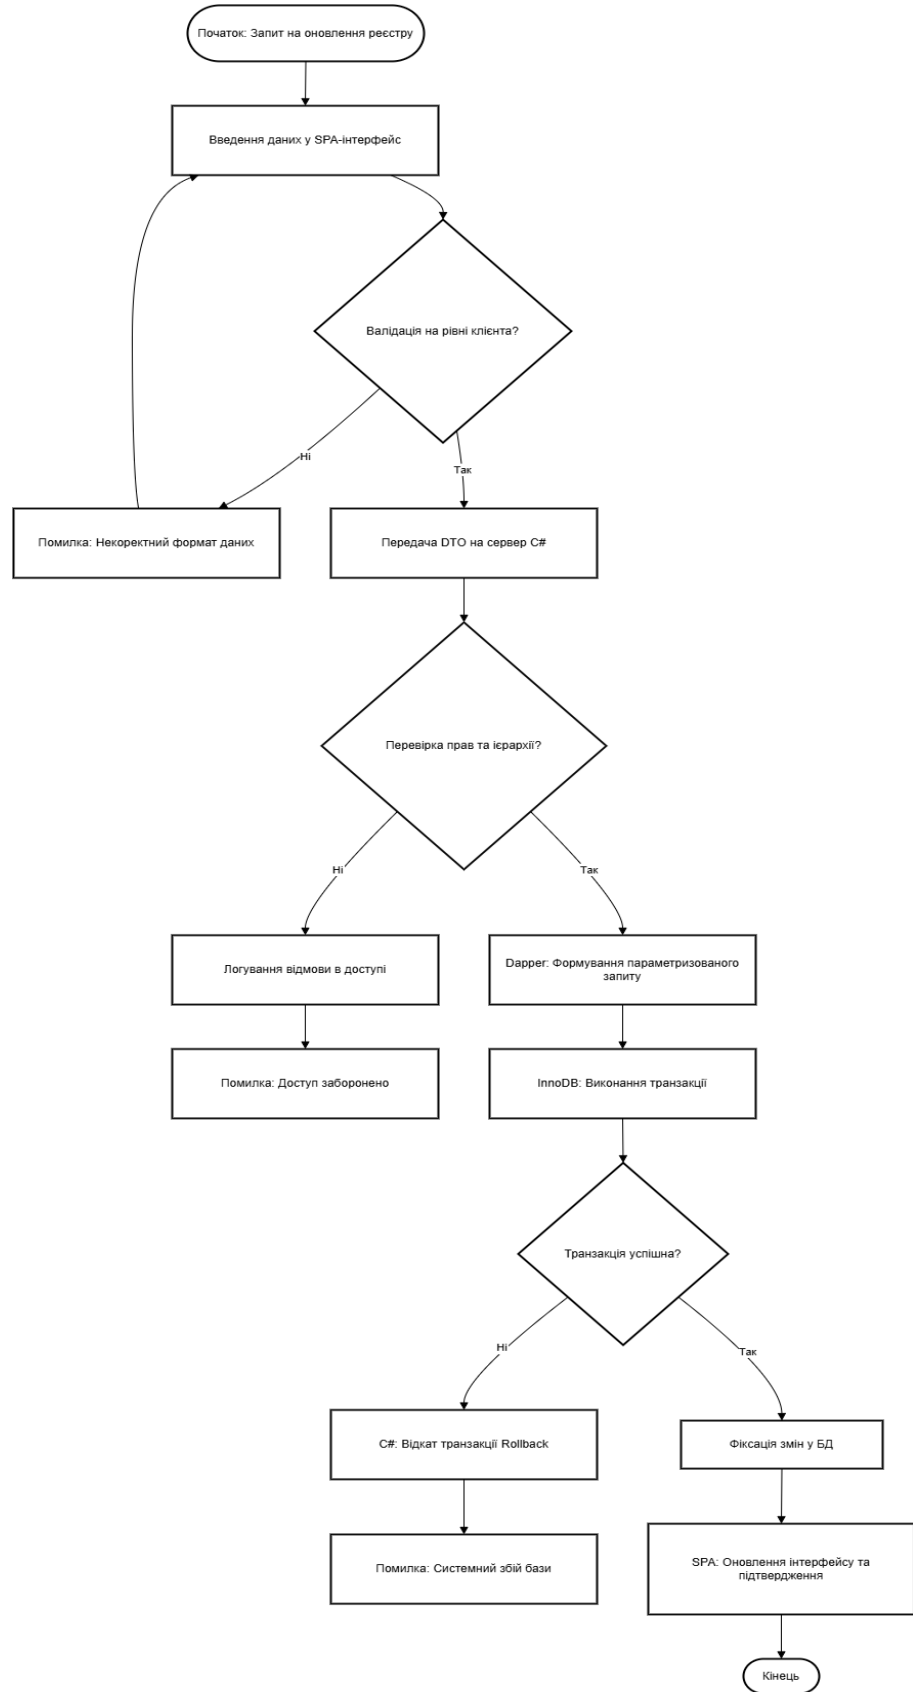 Початок: Запит на оновлення реєстру
Введення даних у SPA-інтерфейс
Валідація на рівні клієнта?
Ні
Так
Помилка: Некоректний формат даних
Передача DTO на сервер C#
Перевірка прав та ієрархії?
Ні
Так
Логування відмови в доступі
Dapper: Формування параметризованого
запиту
Помилка: Доступ заборонено
InnoDB: Виконання транзакції
Транзакція успішна?
Ні
Так
C#: Відкат транзакції Rollback
Фіксація змін у БД
Помилка: Системний збій бази
SPA: Оновлення інтерфейсу та
підтвердження
Кінець